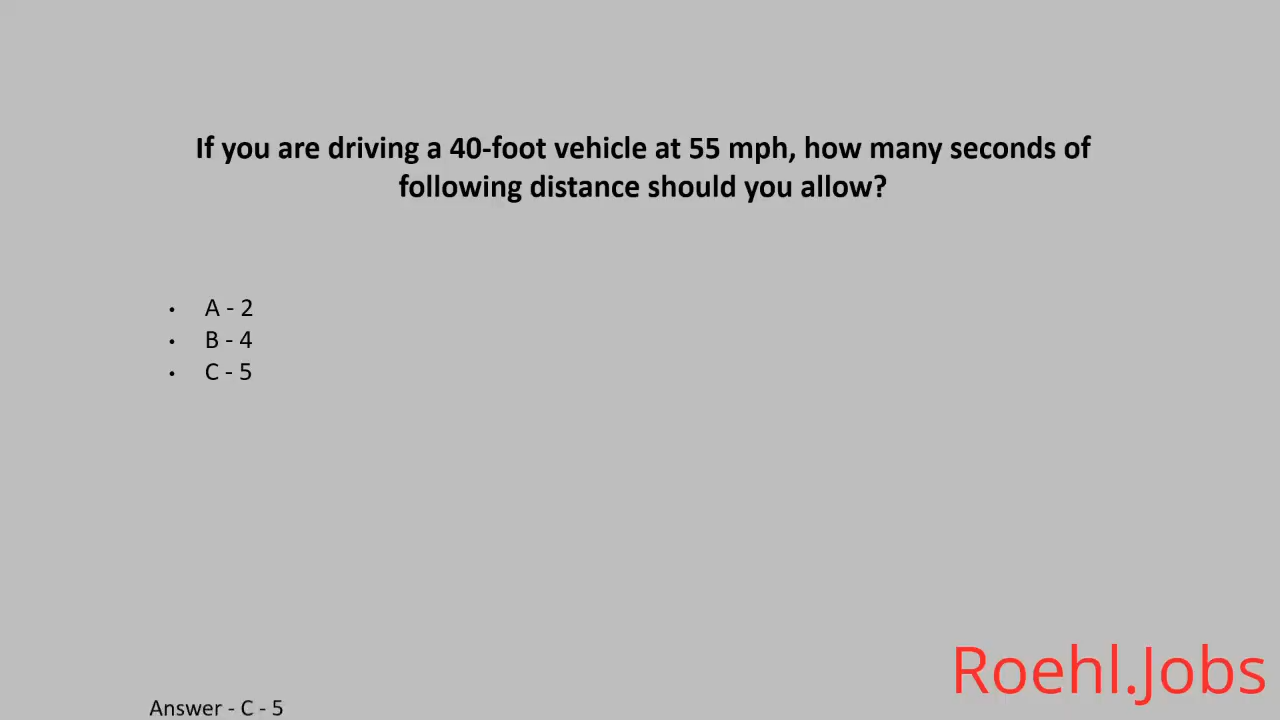 If you are driving a 40-foot vehicle at 55 mph, how many seconds of
following distance should you allow?
• A - 2
• B - 4
• C - 5
Roehl.Jobs
Answer - C - 5